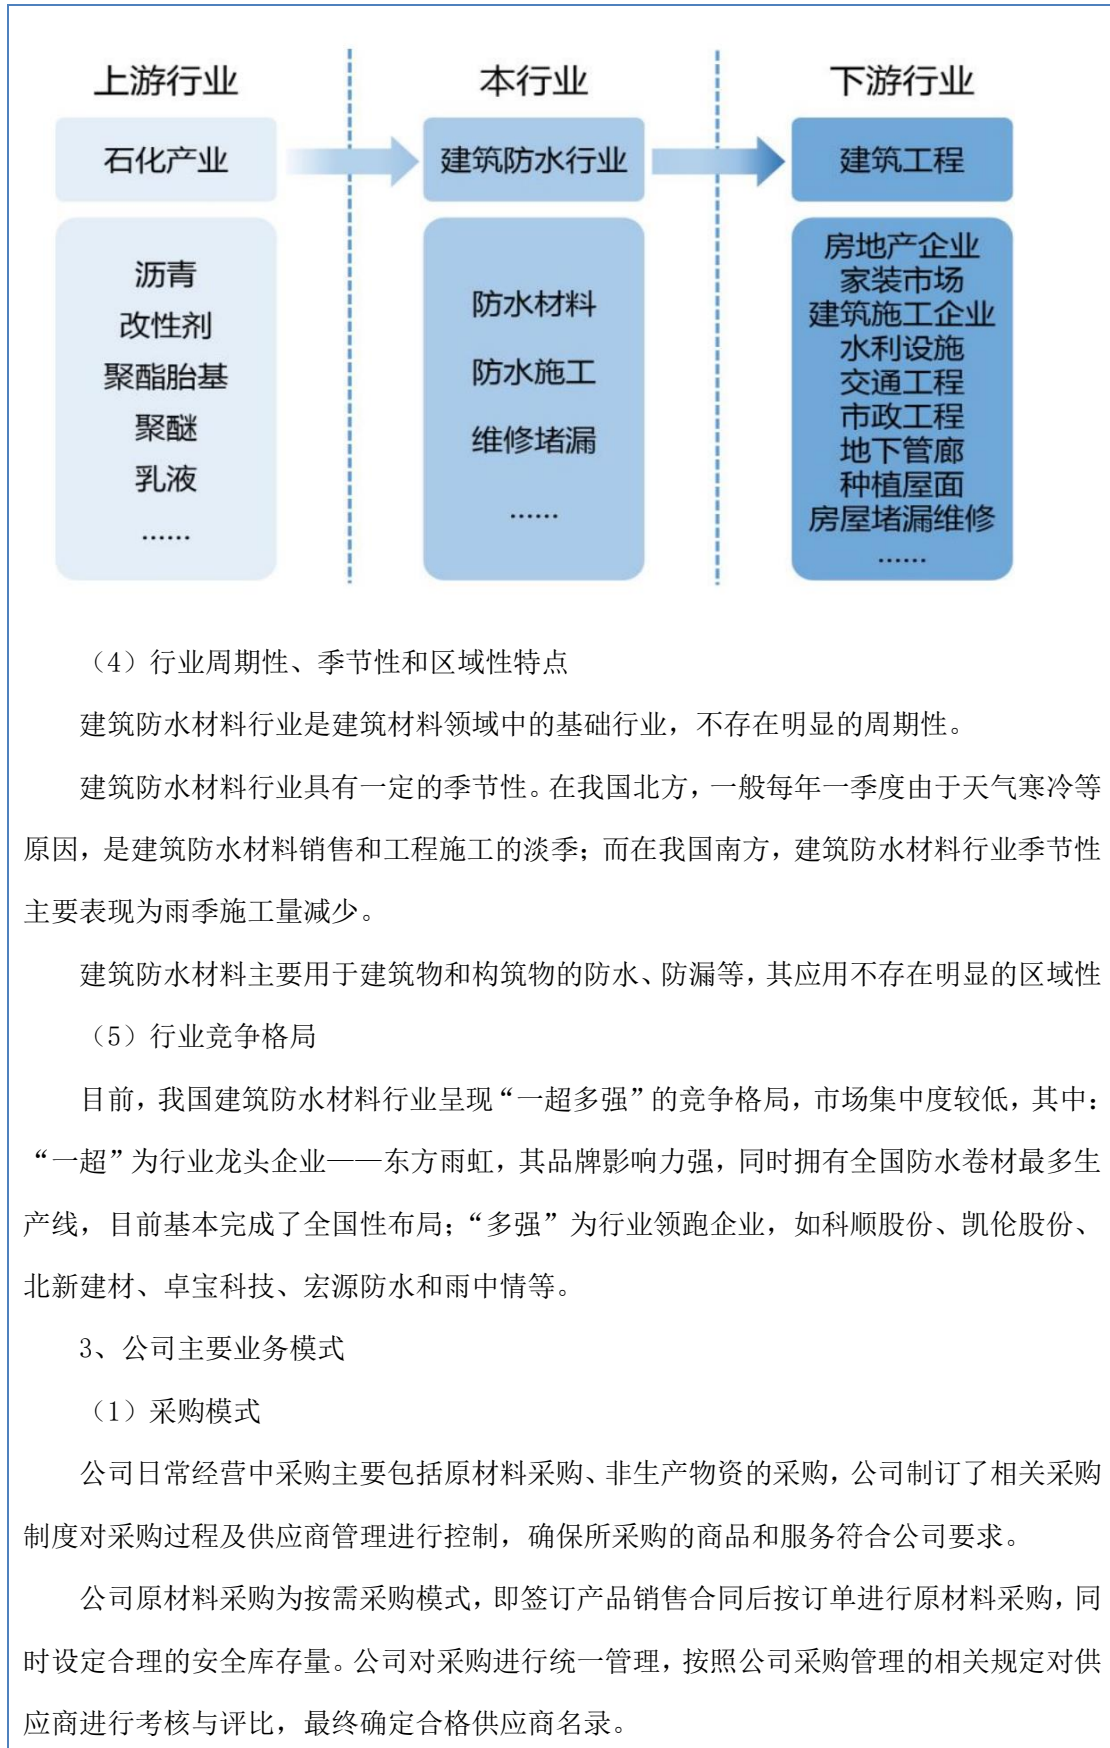 上游行业
本行业
下游行业
石化产业
建筑防水行业
建筑工程
沥青
改性剂
聚酯胎基
聚醚
乳液
......
防水材料
防水施工
维修堵漏
......
房地产企业
家装市场
建筑施工企业
水利设施
交通工程
市政工程
地下管廊
种植屋面
房屋堵漏维修
......
（4）行业周期性、季节性和区域性特点
建筑防水材料行业是建筑材料领域中的基础行业，不存在明显的周期性。
建筑防水材料行业具有一定的季节性。在我国北方，一般每年一季度由于天气寒冷等
原因，是建筑防水材料销售和工程施工的淡季；而在我国南方，建筑防水材料行业季节性
主要表现为雨季施工量减少。
建筑防水材料主要用于建筑物和构筑物的防水、防漏等，其应用不存在明显的区域性
（5）行业竞争格局
目前，我国建筑防水材料行业呈现“一超多强”的竞争格局，市场集中度较低，其中：
“一超”为行业龙头企业——东方雨虹，其品牌影响力强，同时拥有全国防水卷材最多生
产线，目前基本完成了全国性布局；“多强”为行业领跑企业，如科顺股份、凯伦股份、
北新建材、卓宝科技、宏源防水和雨中情等。
3、公司主要业务模式
（1）采购模式
公司日常经营中采购主要包括原材料采购、非生产物资的采购，公司制订了相关采购
制度对采购过程及供应商管理进行控制，确保所采购的商品和服务符合公司要求。
公司原材料采购为按需采购模式，即签订产品销售合同后按订单进行原材料采购，同
时设定合理的安全库存量。公司对采购进行统一管理，按照公司采购管理的相关规定对供
应商进行考核与评比，最终确定合格供应商名录。